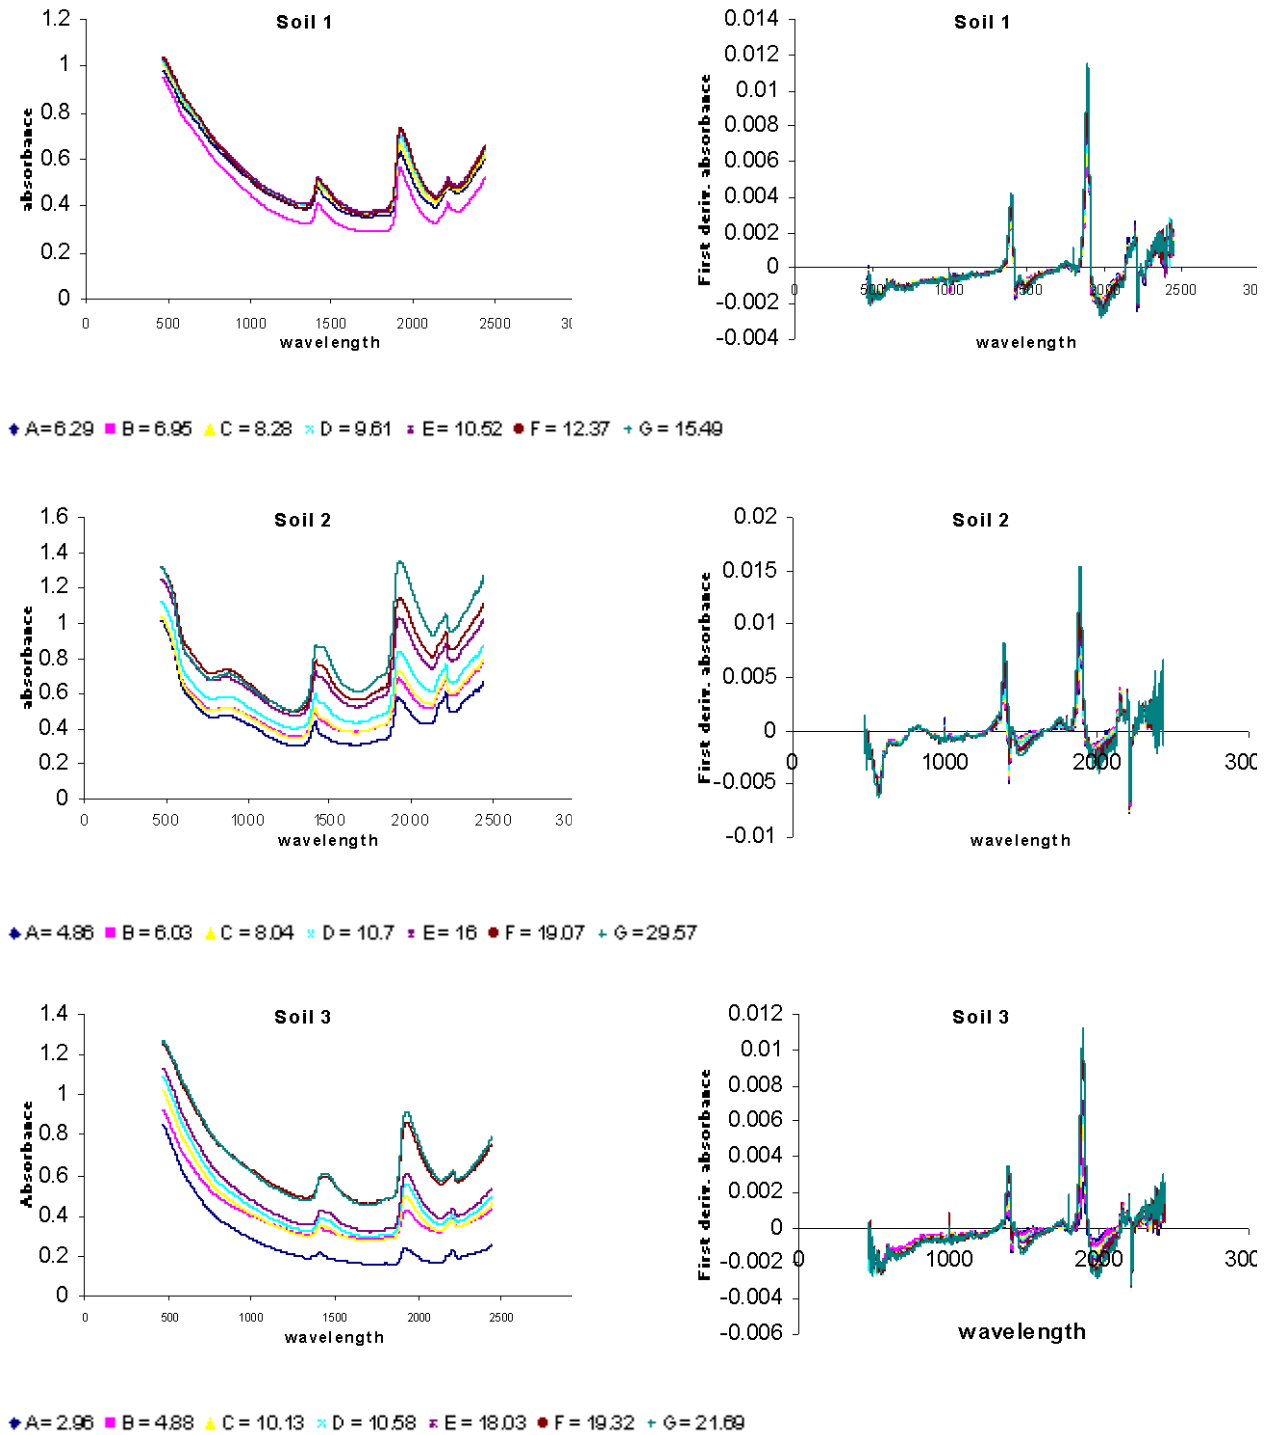 Soil 1
1.2
1
0.8
0.6
0.4
0.2
0
absorbance
0 500 1000 1500 2000 2500 30
wavelength
Soil 1
0.014
0.012
0.01
0.008
0.006
0.004
0.002
0
-0.002
-0.004
First deriv. absorbance
500 1000 500 2000 2500 30
wavelength
A=6.29 B = 6.95 C = 8.28 D = 9.61 E = 10.52 F = 12.37 G = 15.49
Soil 2
1.6
1.4
1.2
1
0.8
0.6
0.4
0.2
0
absorbance
0 500 1000 1500 2000 2500 30
wavelength
Soil 2
0.02
0.015
0.01
0.005
0
-0.005
-0.01
First deriv. absorbance
0 1000 2000 300
wavelength
A= 4.86 B = 6.03 C = 8.04 D = 10.7 E = 16 F = 19.07 G = 29.57
Soil 3
1.4
1.2
1
0.8
0.6
0.4
0.2
0
Absorbance
0 500 1000 1500 2000 2500
wavelength
Soil 3
0.012
0.01
0.008
0.006
0.004
0.002
0
-0.002
-0.004
-0.006
First deriv. absorbance
0 1000 2000 300
wavelength
A= 2.96 B = 4.88 C = 10.13 D = 10.58 E = 18.03 F = 19.32 G = 21.69